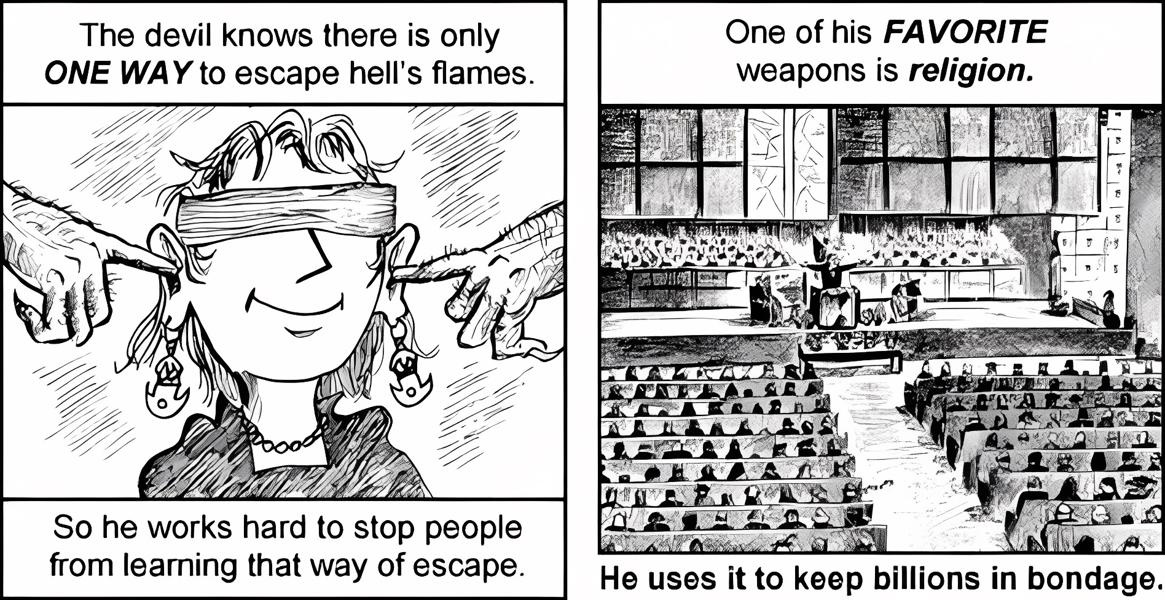 The devil knows there is only
ONE WAY to escape hell's flames.
So he works hard to stop people
from learning that way of escape.
One of his FAVORITE
weapons is religion.
He uses it to keep billions in bondage.